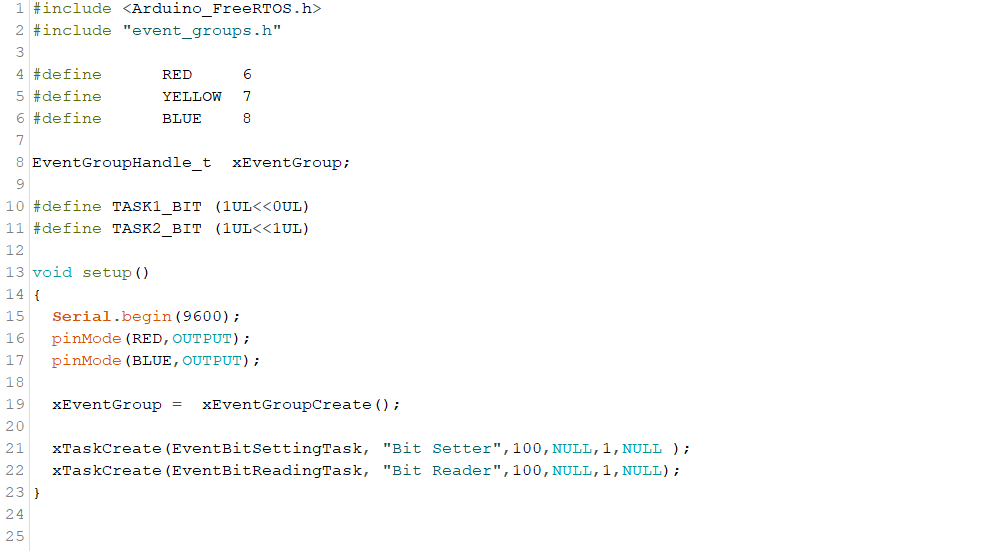 1 #include <Arduino_FreeRTOS.h>
2 #include "event_groups.h"
3
4 #define      RED     6
5 #define      YELLOW  7
6 #define      BLUE    8
7
8 EventGroupHandle_t  xEventGroup;
9
10 #define TASK1_BIT (1UL<<0UL)
11 #define TASK2_BIT (1UL<<1UL)
12
13 void setup()
14 {
15   Serial.begin(9600);
16   pinMode(RED,OUTPUT);
17   pinMode(BLUE,OUTPUT);
18
19   xEventGroup =  xEventGroupCreate();
20
21   xTaskCreate(EventBitSettingTask, "Bit Setter",100,NULL,1,NULL );
22   xTaskCreate(EventBitReadingTask, "Bit Reader",100,NULL,1,NULL);
23 }
24
25